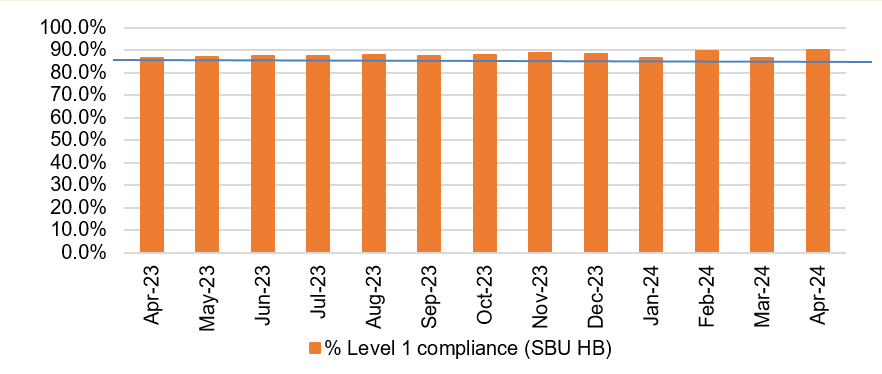 100.0%
90.0%
80.0%
70.0%
60.0%
50.0%
40.0%
30.0%
20.0%
10.0%
0.0%
Apr-23
May-23
Jun-23
Jul-23
Aug-23
Sep-23
Oct-23
Nov-23
Dec-23
Jan-24
Feb-24
Mar-24
Apr-24
% Level 1 compliance (SBU HB)